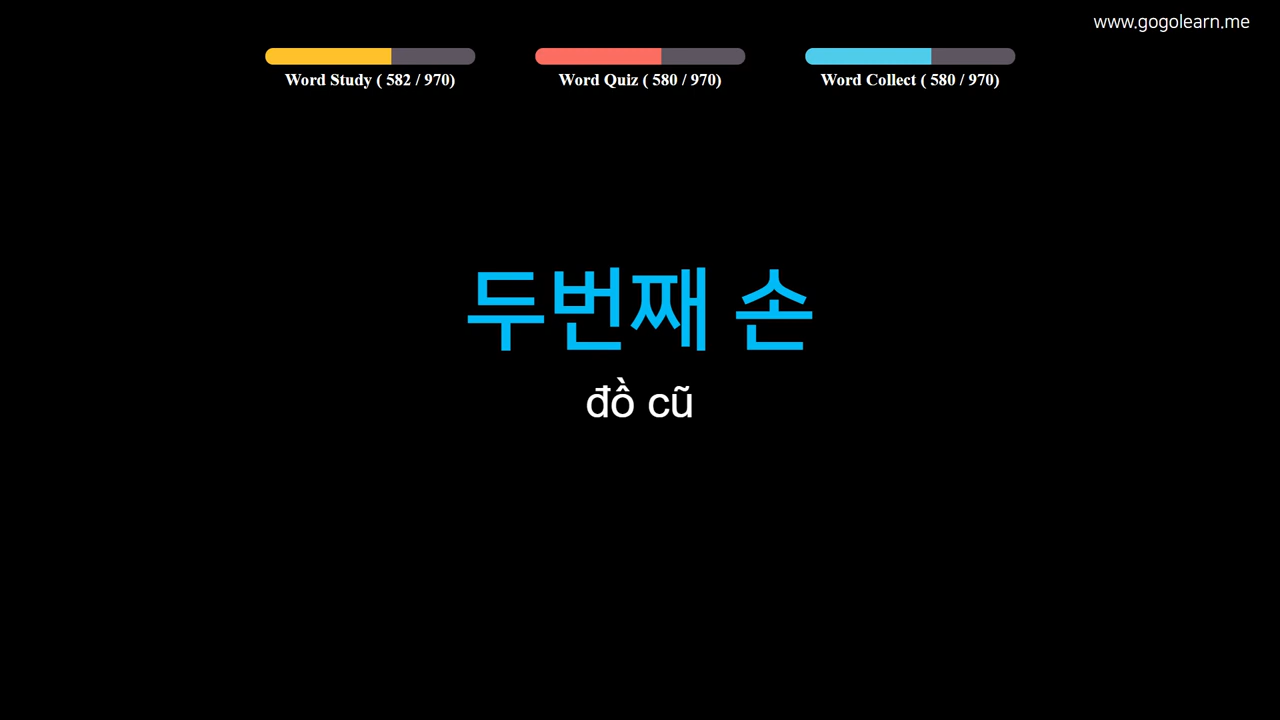 www.gogolearn.me
Word Study ( 582 / 970)
Word Quiz ( 580 / 970)
Word Collect ( 580 / 970)
두번째 손
đồ cũ